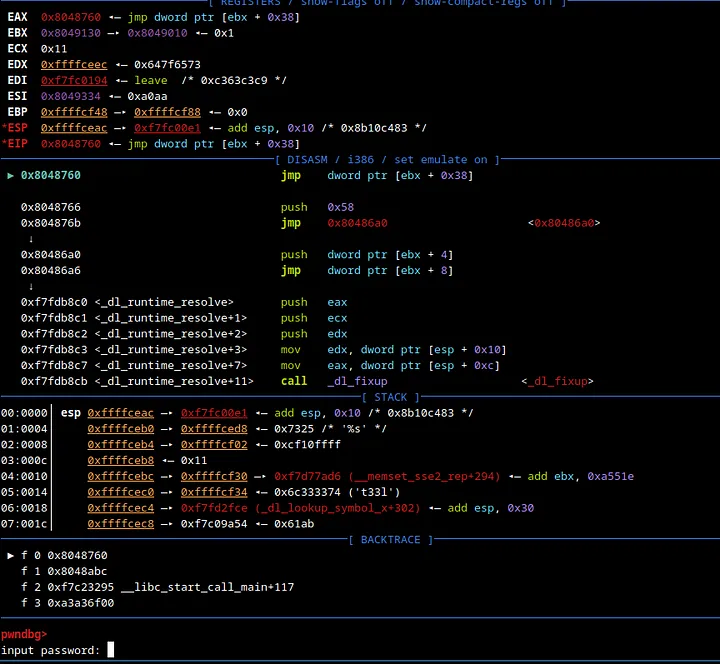 [ REGISTERS / show-flags off / show-compact-regs off ]
EAX 0x8048760 ◂— jmp dword ptr [ebx + 0x38]
EBX 0x8049130 —▸ 0x8049010 ◂— 0x1
ECX 0x11
EDX 0xffffceec ◂— 0x647f6573
EDI 0xf7fc0194 ◂— leave /* 0xc363c3c9 */
ESI 0x8049334 ◂— 0xa0aa
EBP 0xffffcf48 —▸ 0xffffcf88 ◂— 0x0
*ESP 0xffffceac —▸ 0xf7fc00e1 ◂— add esp, 0x10 /* 0x8b10c483 */
*EIP 0x8048760 ◂— jmp dword ptr [ebx + 0x38]
[ DISASM / i386 / set emulate on ]
► 0x8048760 jmp dword ptr [ebx + 0x38]
0x8048766 push 0x58
0x804876b jmp 0x80486a0 <0x80486a0>
↓
0x80486a0 push dword ptr [ebx + 4]
0x80486a6 jmp dword ptr [ebx + 8]
↓
0xf7fdb8c0 <_dl_runtime_resolve> push eax
0xf7fdb8c1 <_dl_runtime_resolve+1> push ecx
0xf7fdb8c2 <_dl_runtime_resolve+2> push edx
0xf7fdb8c3 <_dl_runtime_resolve+3> mov edx, dword ptr [esp + 0x10]
0xf7fdb8c7 <_dl_runtime_resolve+7> mov eax, dword ptr [esp + 0xc]
0xf7fdb8cb <_dl_runtime_resolve+11> call _dl_fixup <_dl_fixup>
[ STACK ]
00:0000│ esp 0xffffceac —▸ 0xf7fc00e1 ◂— add esp, 0x10 /* 0x8b10c483 */
01:0004│ 0xffffceb0 —▸ 0xffffced8 ◂— 0x7325 /* '%s' */
02:0008│ 0xffffceb4 —▸ 0xffffcf02 ◂— 0xcf10ffff
03:000c│ 0xffffceb8 ◂— 0x11
04:0010│ 0xffffcebc —▸ 0xffffcf30 —▸ 0xf7d77ad6 (__memset_sse2_rep+294) ◂— add ebx, 0xa551e
05:0014│ 0xffffcec0 —▸ 0xffffcf34 ◂— 0x6c333374 ('t33l')
06:0018│ 0xffffcec4 —▸ 0xf7fd2fce (_dl_lookup_symbol_x+302) ◂— add esp, 0x30
07:001c│ 0xffffcec8 —▸ 0xf7c09a54 ◂— 0x61ab
[ BACKTRACE ]
► f 0 0x8048760
f 1 0x8048abc
f 2 0xf7c23295 __libc_start_call_main+117
f 3 0xa3a36f00
pwndbg>
input password: